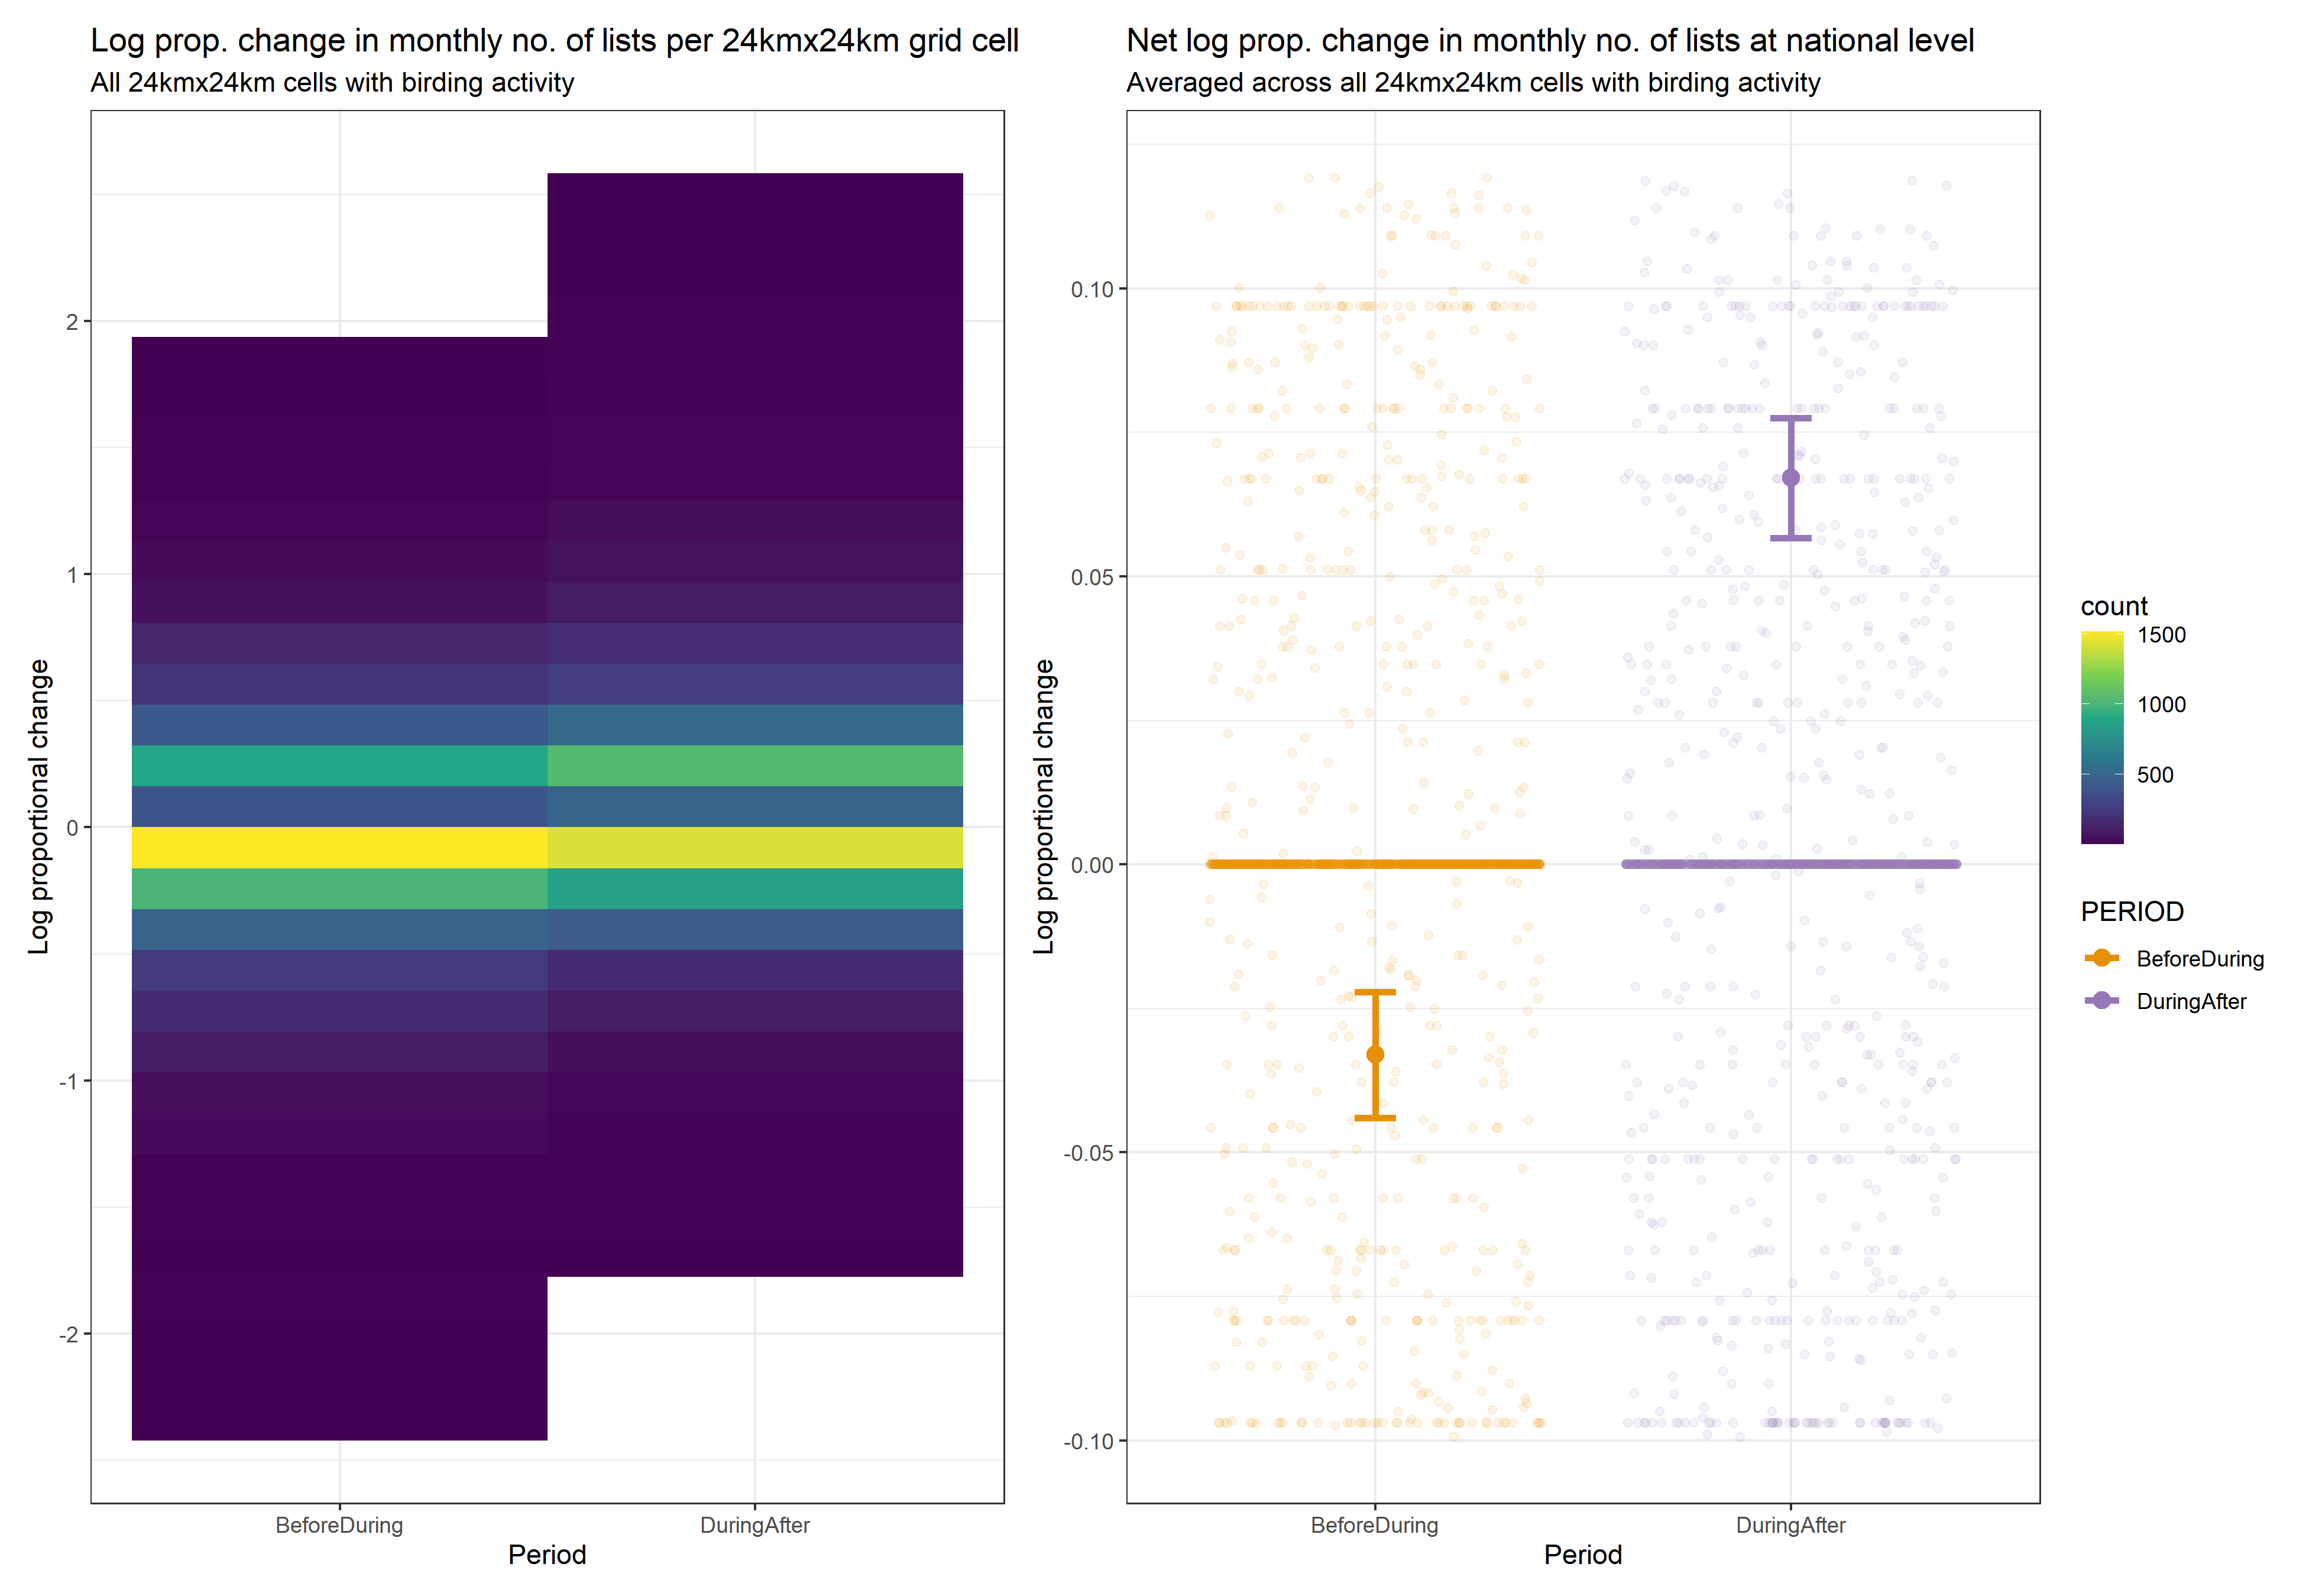 Log prop. change in monthly no. of lists per 24kmx24km grid cell
All 24kmx24km cells with birding activity
Log proportional change
2
1
0
-1
-2
BeforeDuring
DuringAfter
Period
Net log prop. change in monthly no. of lists at national level
Averaged across all 24kmx24km cells with birding activity
Log proportional change
0.10
0.05
0.00
-0.05
-0.10
BeforeDuring
DuringAfter
Period
count
1500
1000
500
PERIOD
BeforeDuring
DuringAfter